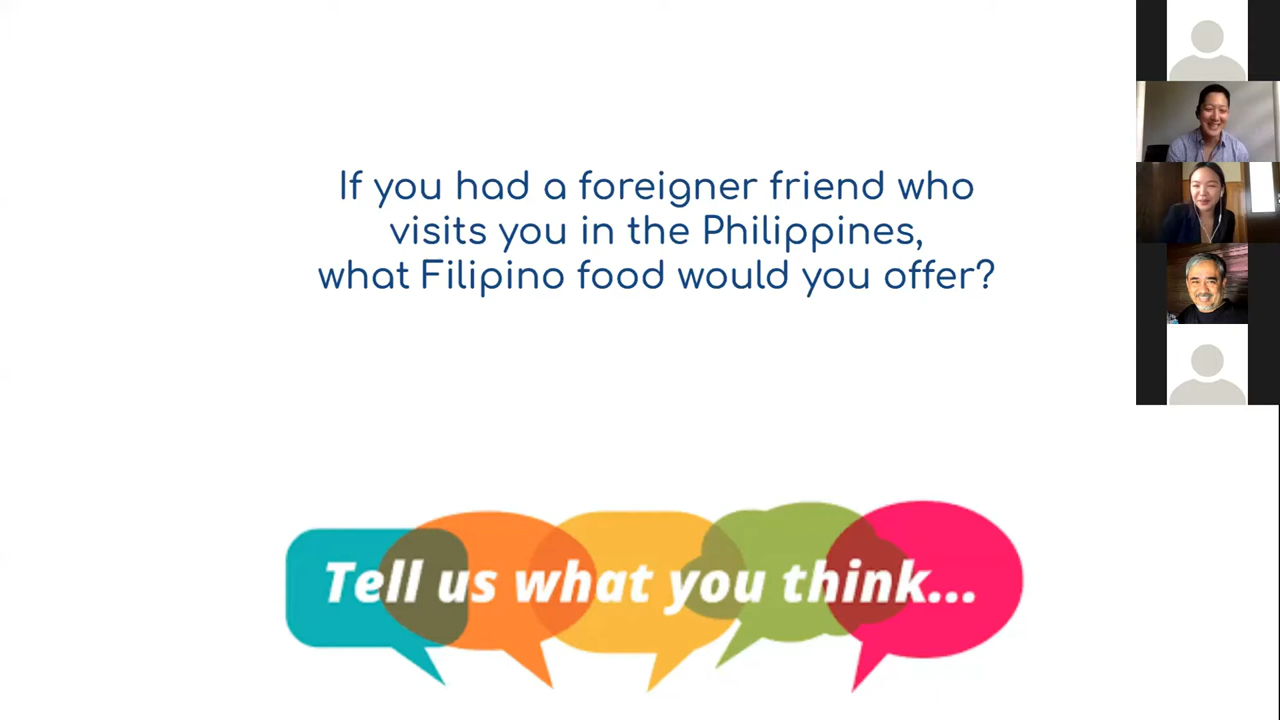 If you had a foreigner friend who
visits you in the Philippines,
what Filipino food would you offer?
Tell us what you think...